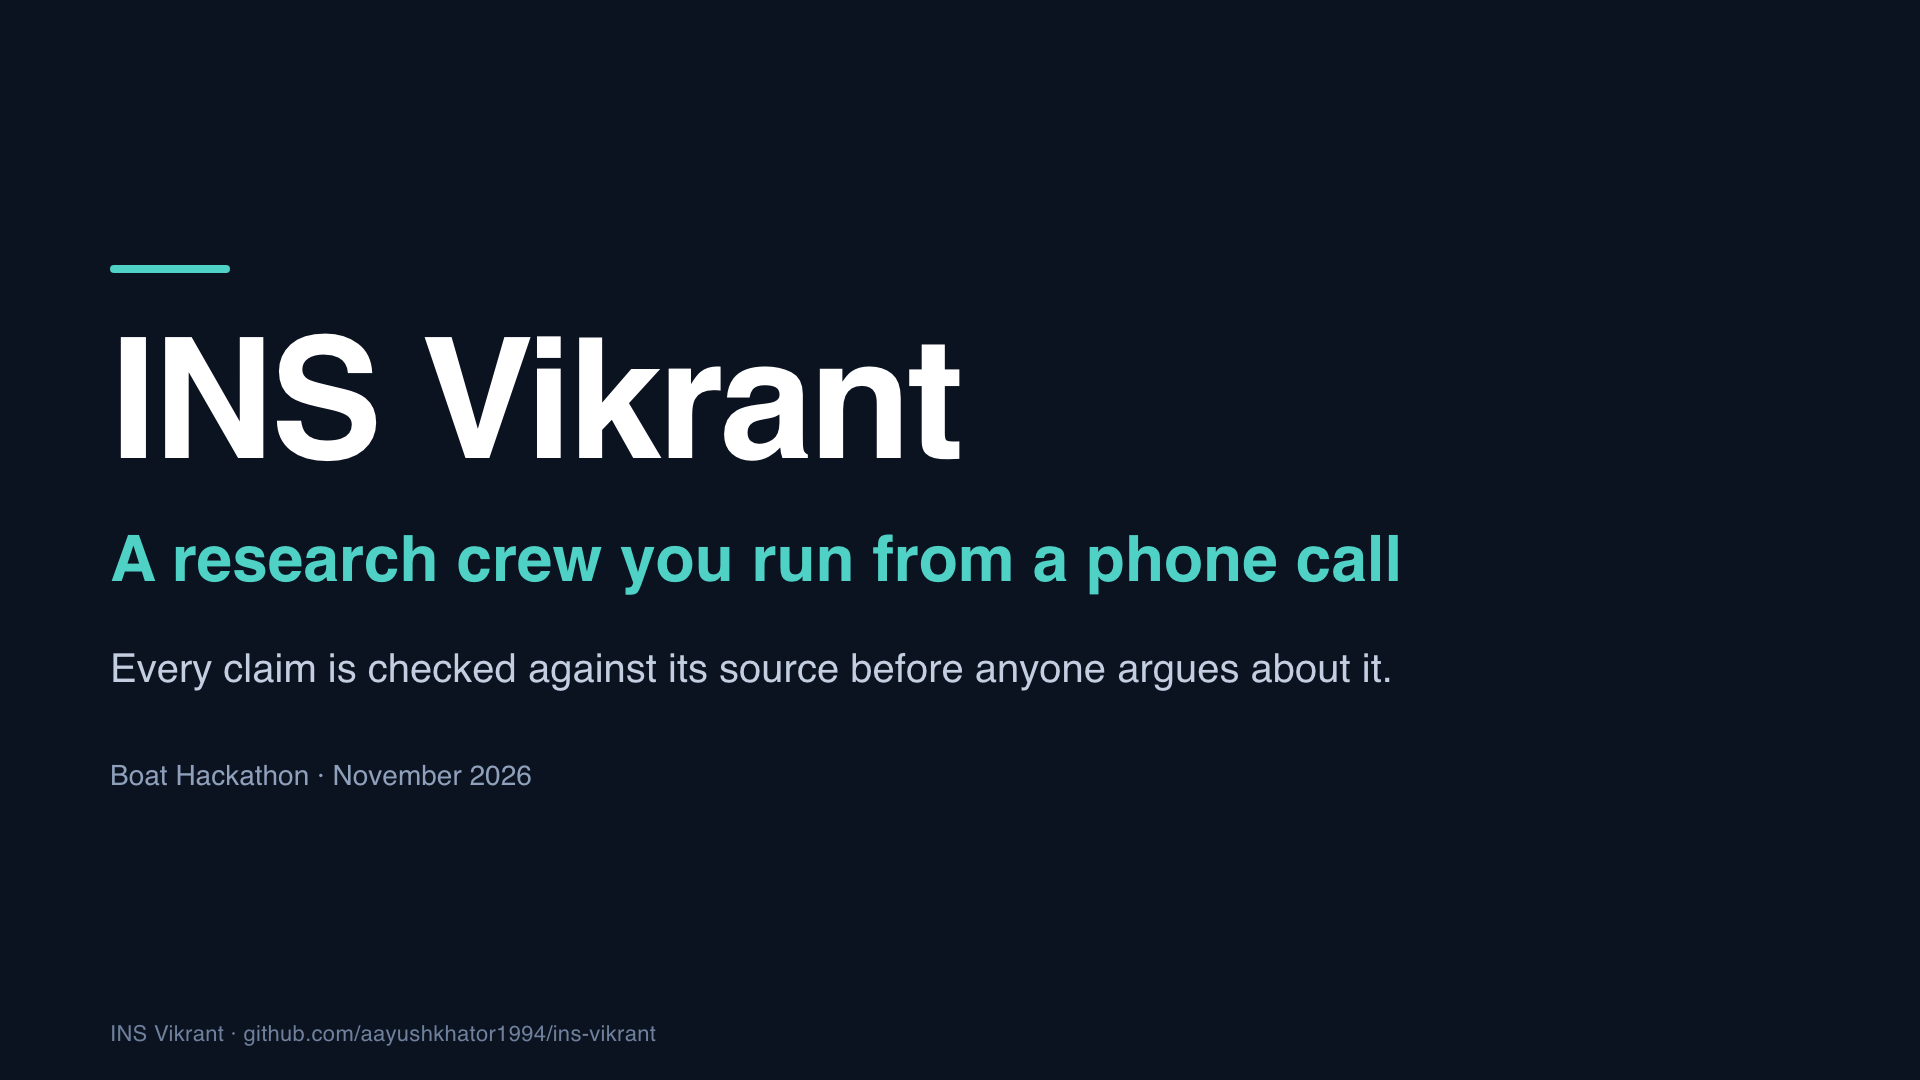 INS Vikrant
A research crew you run from a phone call
Every claim is checked against its source before anyone argues about it.
Boat Hackathon · November 2026
INS Vikrant · github.com/aayushkhator1994/ins-vikrant